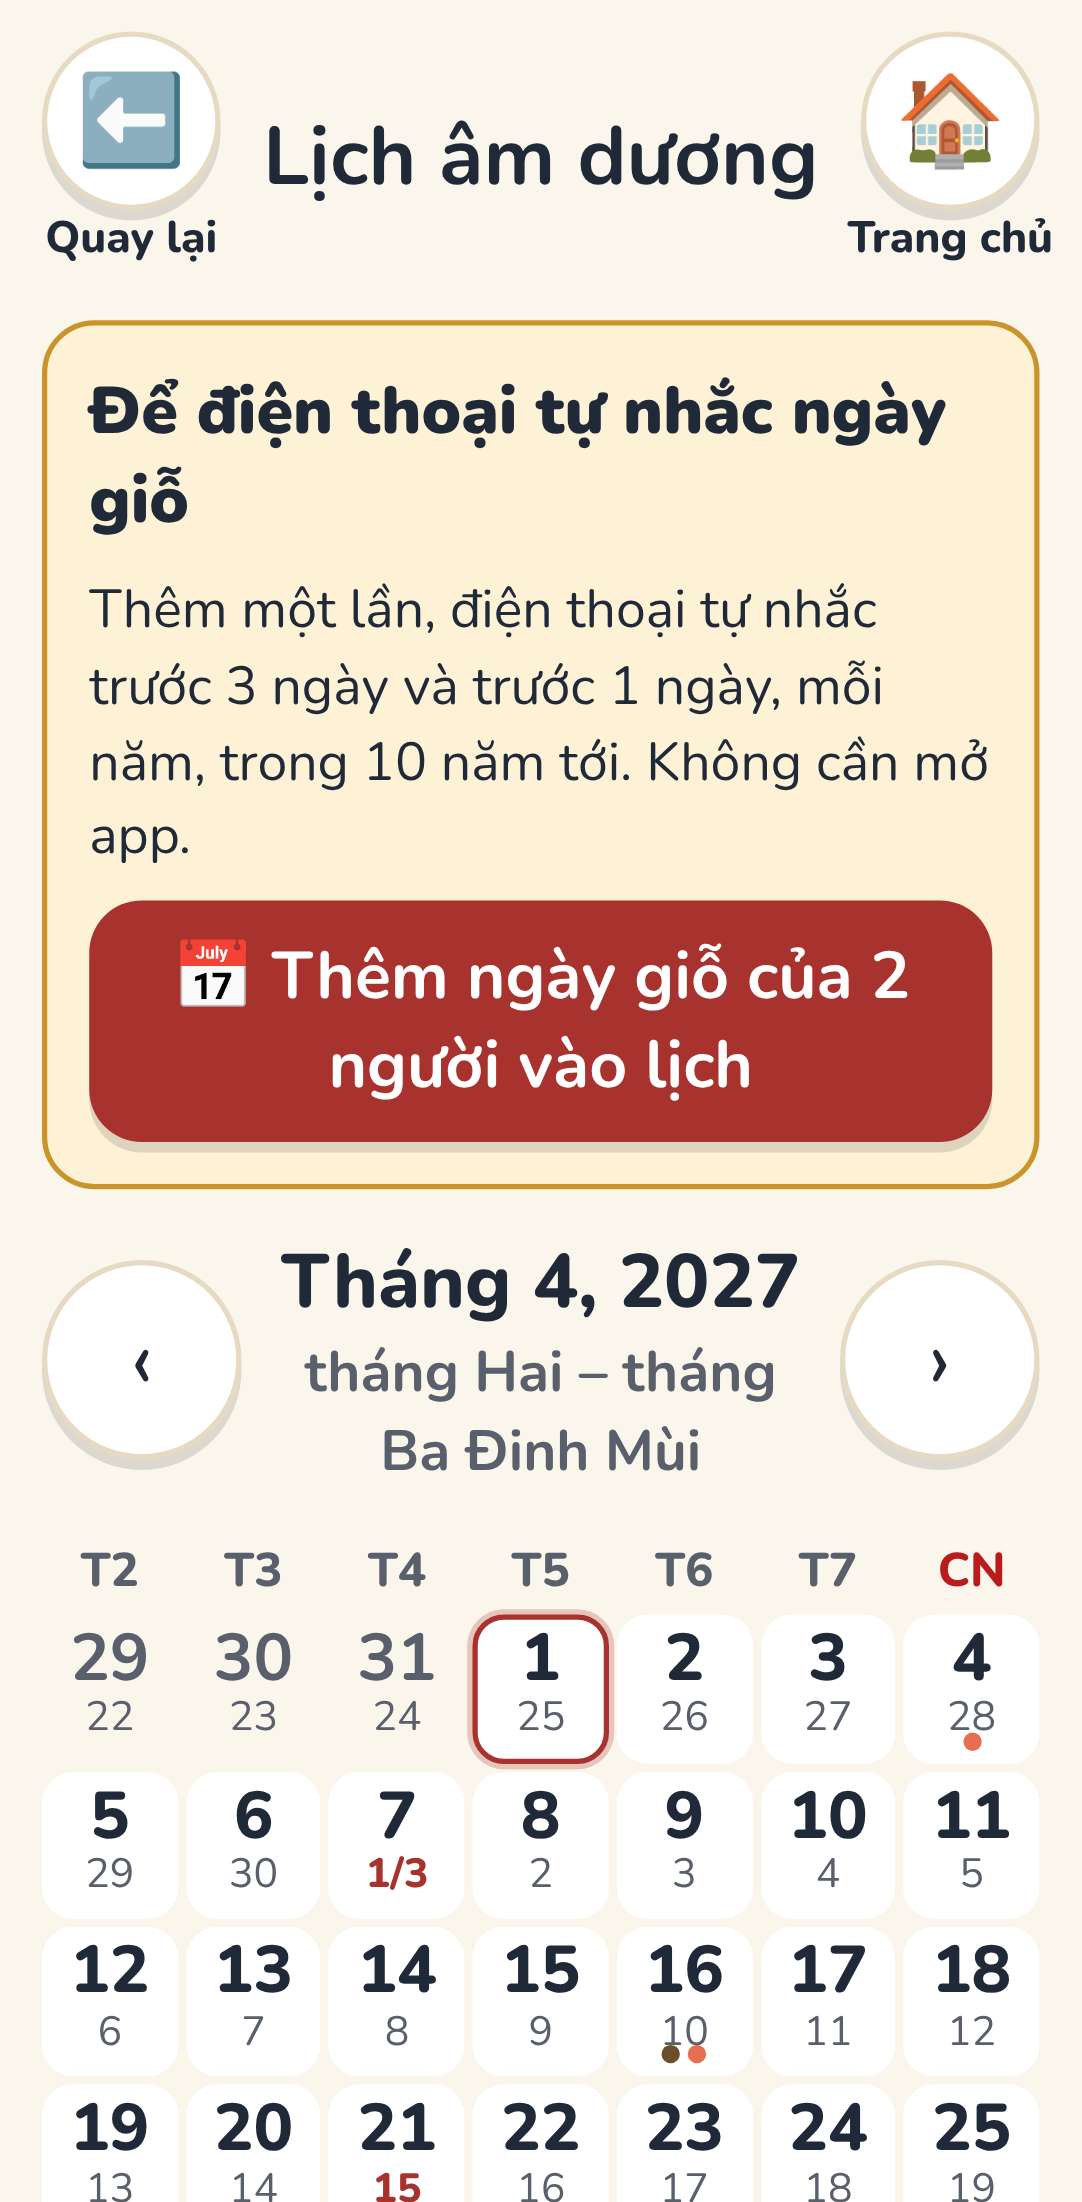 Lịch âm dương
Quay lại
Trang chủ
Để điện thoại tự nhắc ngày
giỗ
Thêm một lần, điện thoại tự nhắc
trước 3 ngày và trước 1 ngày, mỗi
năm, trong 10 năm tới. Không cần mở
app.
July
17
Thêm ngày giỗ của 2
người vào lịch
‹
Tháng 4, 2027
›
tháng Hai – tháng
Ba Đinh Mùi
T2 T3 T4 T5 T6 T7 CN
29 30 31 1 2 3 4
22 23 24 25 26 27 28
5 6 7 8 9 10 11
29 30 1/3 2 3 4 5
12 13 14 15 16 17 18
6 7 8 9 10 11 12
19 20 21 22 23 24 25
13 14 15 16 17 18 19